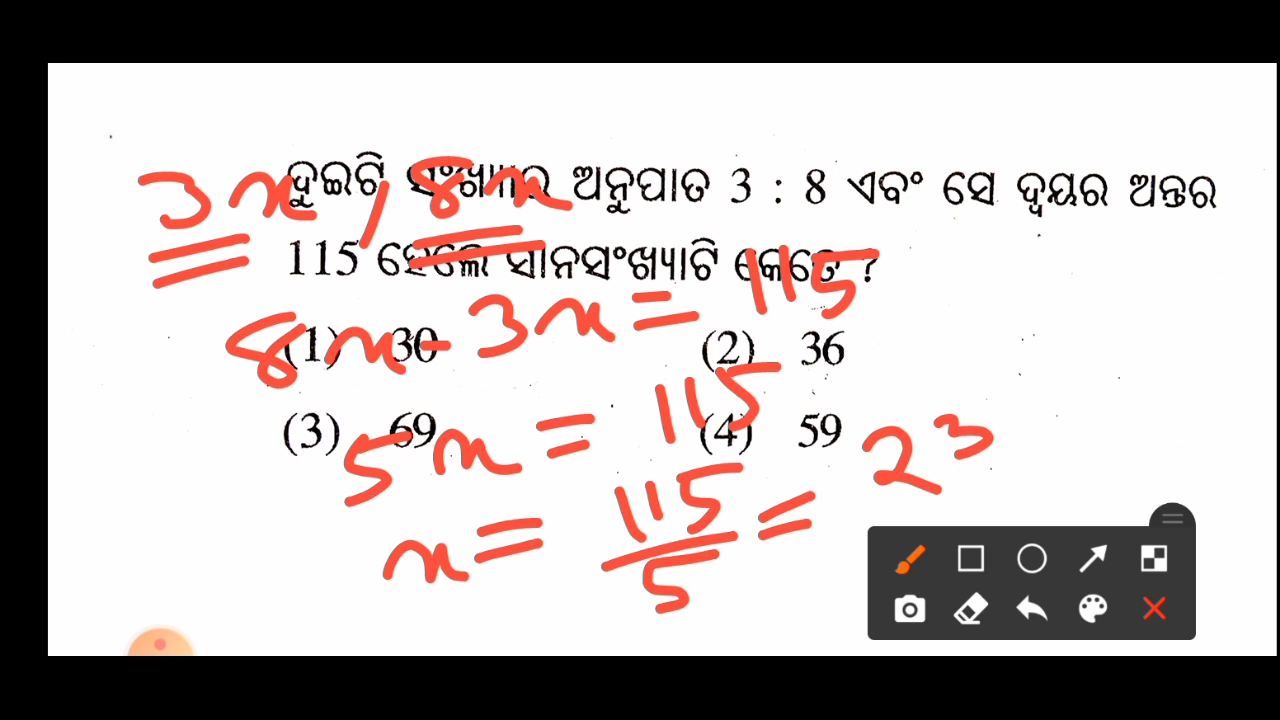 ଦୁଇଟି ସଂଖ୍ୟାର ଅନୁପାତ 3 : 8 ଏବଂ ସେ ଦ୍ୱୟର ଅନ୍ତର
115 ହେଲେ ସାନସଂଖ୍ୟାଟି କେତେ ?
(1) 30 (2) 36
(3) 69 (4) 59
3x, 8x
8x - 3x = 115
5x = 115
x = 115/5 = 23